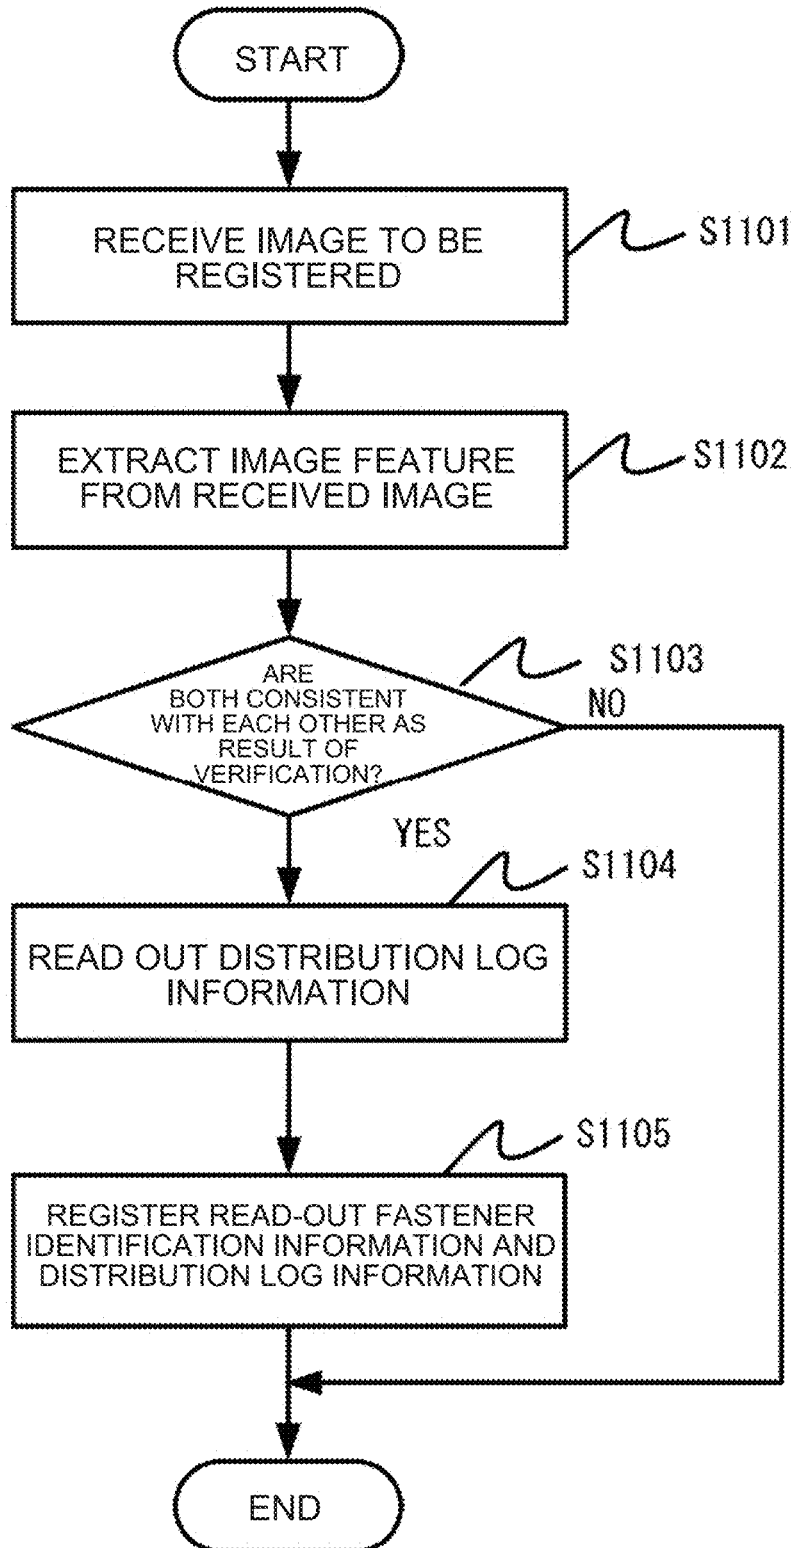 START
RECEIVE IMAGE TO BE
REGISTERED
S1101
EXTRACT IMAGE FEATURE
FROM RECEIVED IMAGE
S1102
ARE
BOTH CONSISTENT
WITH EACH OTHER AS
RESULT OF
VERIFICATION?
S1103
NO
YES
S1104
READ OUT DISTRIBUTION LOG
INFORMATION
S1105
REGISTER READ-OUT FASTENER
IDENTIFICATION INFORMATION AND
DISTRIBUTION LOG INFORMATION
END